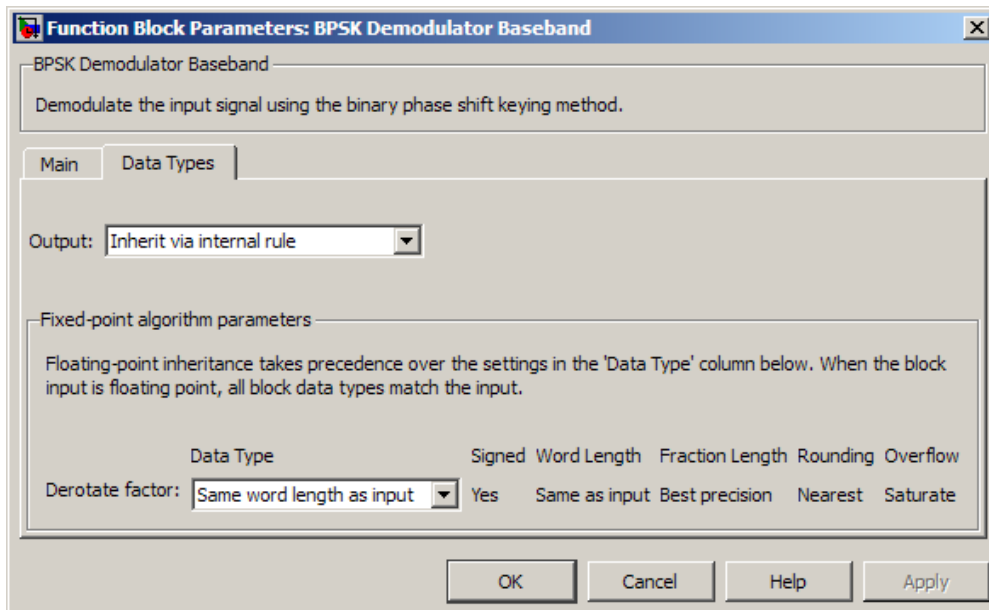 Function Block Parameters: BPSK Demodulator Baseband
BPSK Demodulator Baseband
Demodulate the input signal using the binary phase shift keying method.
Main Data Types
Output: Inherit via internal rule
Fixed-point algorithm parameters
Floating-point inheritance takes precedence over the settings in the 'Data Type' column below. When the block
input is floating point, all block data types match the input.
Data Type Signed Word Length Fraction Length Rounding Overflow
Derotate factor: Same word length as input Yes Same as input Best precision Nearest Saturate
OK Cancel Help Apply